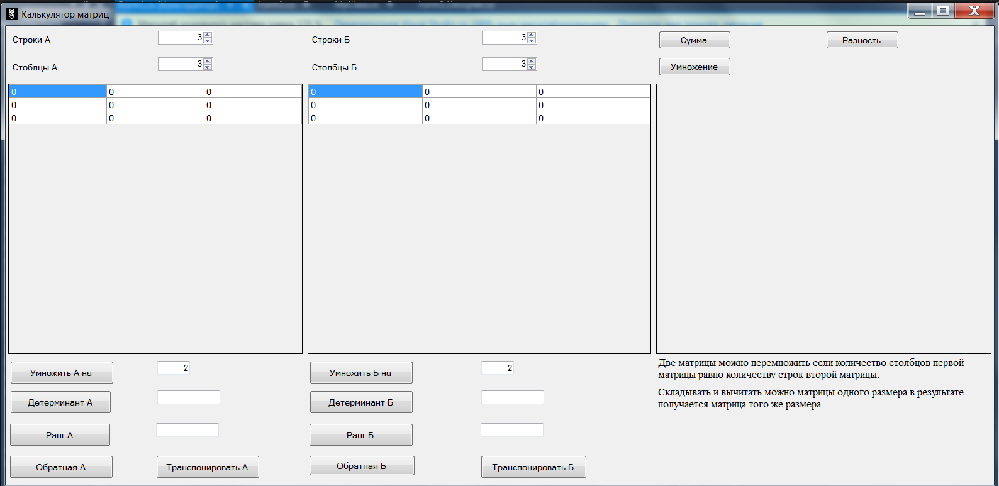 Калькулятор матриц
Строки А 3 Строки Б 3 Сумма Разность
Стоблцы А 3 Столбцы Б 3 Умножение
0 0 0 0 0 0
0 0 0 0 0 0
0 0 0 0 0 0
Умножить А на 2 Умножить Б на 2
Две матрицы можно перемножить если количество столбцов первой
матрицы равно количеству строк второй матрицы.
Детерминант А Детерминант Б
Складывать и вычитать можно матрицы одного размера в результате
получается матрица того же размера.
Ранг А Ранг Б
Обратная А Транспонировать А Обратная Б Транспонировать Б